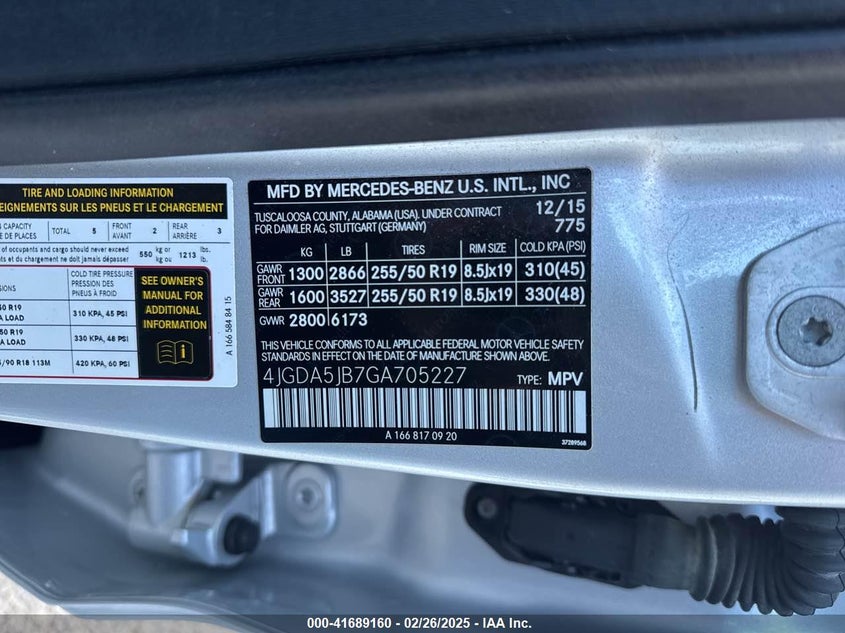 TIRE AND LOADING INFORMATION
EIGNEMENTS SUR LES PNEUS ET LE CHARGEMENT
CAPACITY TOTAL 5 FRONT 2 REAR 3
DE PLACES AVANT ARRIÈRE
of occupants and cargo should never exceed 550 kg or 1213 lbs.
et du chargement ne doit jamais dépasser kg ou lb.
COLD TIRE PRESSURE
PRESSION DES
PNEUS À FROID
R19 310 KPA, 45 PSI
R19 330 KPA, 48 PSI
/90 R18 113M 420 KPA, 60 PSI
SEE OWNER'S
MANUAL FOR
ADDITIONAL
INFORMATION
A 166 584 84 15
MFD BY MERCEDES-BENZ U.S. INTL., INC
TUSCALOOSA COUNTY, ALABAMA (USA). UNDER CONTRACT 12/15
FOR DAIMLER AG, STUTTGART (GERMANY) 775
KG LB TIRES RIM SIZE COLD KPA (PSI)
GAWR FRONT 1300 2866 255/50 R19 8.5Jx19 310(45)
GAWR REAR 1600 3527 255/50 R19 8.5Jx19 330(48)
GVWR 2800 6173
THIS VEHICLE CONFORMS TO ALL APPLICABLE FEDERAL MOTOR VEHICLE SAFETY
STANDARDS IN EFFECT ON THE DATE OF MANUFACTURE SHOWN ABOVE.
4JGDA5JB7GA705227 TYPE: MPV
A 166 817 09 20
37289560
000-41689160 - 02/26/2025 - IAA Inc.